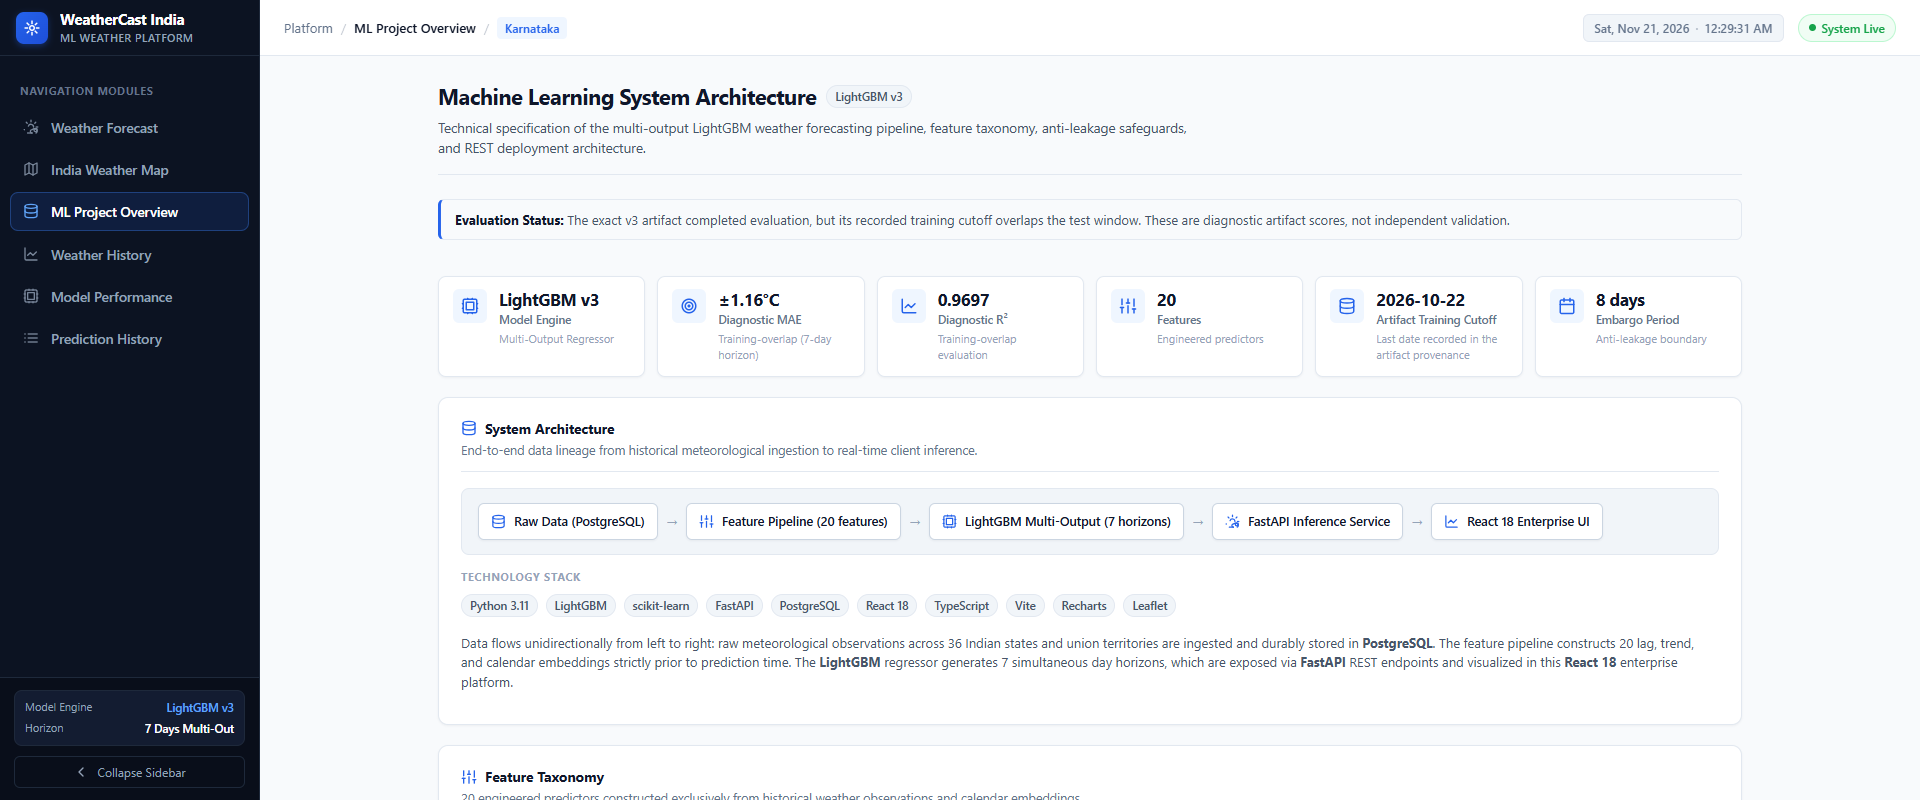 WeatherCast India
ML WEATHER PLATFORM
NAVIGATION MODULES
Weather Forecast
India Weather Map
ML Project Overview
Weather History
Model Performance
Prediction History
Model Engine LightGBM v3
Horizon 7 Days Multi-Out
Collapse Sidebar
Platform / ML Project Overview / Karnataka
Sat, Nov 21, 2026 · 12:29:31 AM
System Live
Machine Learning System Architecture LightGBM v3
Technical specification of the multi-output LightGBM weather forecasting pipeline, feature taxonomy, anti-leakage safeguards,
and REST deployment architecture.
Evaluation Status: The exact v3 artifact completed evaluation, but its recorded training cutoff overlaps the test window. These are diagnostic artifact scores, not independent validation.
LightGBM v3
Model Engine
Multi-Output Regressor
±1.16°C
Diagnostic MAE
Training-overlap (7-day
horizon)
0.9697
Diagnostic R²
Training-overlap
evaluation
20
Features
Engineered predictors
2026-10-22
Artifact Training Cutoff
Last date recorded in the
artifact provenance
8 days
Embargo Period
Anti-leakage boundary
System Architecture
End-to-end data lineage from historical meteorological ingestion to real-time client inference.
Raw Data (PostgreSQL) → Feature Pipeline (20 features) → LightGBM Multi-Output (7 horizons) → FastAPI Inference Service → React 18 Enterprise UI
TECHNOLOGY STACK
Python 3.11 LightGBM scikit-learn FastAPI PostgreSQL React 18 TypeScript Vite Recharts Leaflet
Data flows unidirectionally from left to right: raw meteorological observations across 36 Indian states and union territories are ingested and durably stored in PostgreSQL. The feature pipeline constructs 20 lag, trend,
and calendar embeddings strictly prior to prediction time. The LightGBM regressor generates 7 simultaneous day horizons, which are exposed via FastAPI REST endpoints and visualized in this React 18 enterprise
platform.
Feature Taxonomy
20 engineered predictors constructed exclusively from historical weather observations and calendar embeddings.